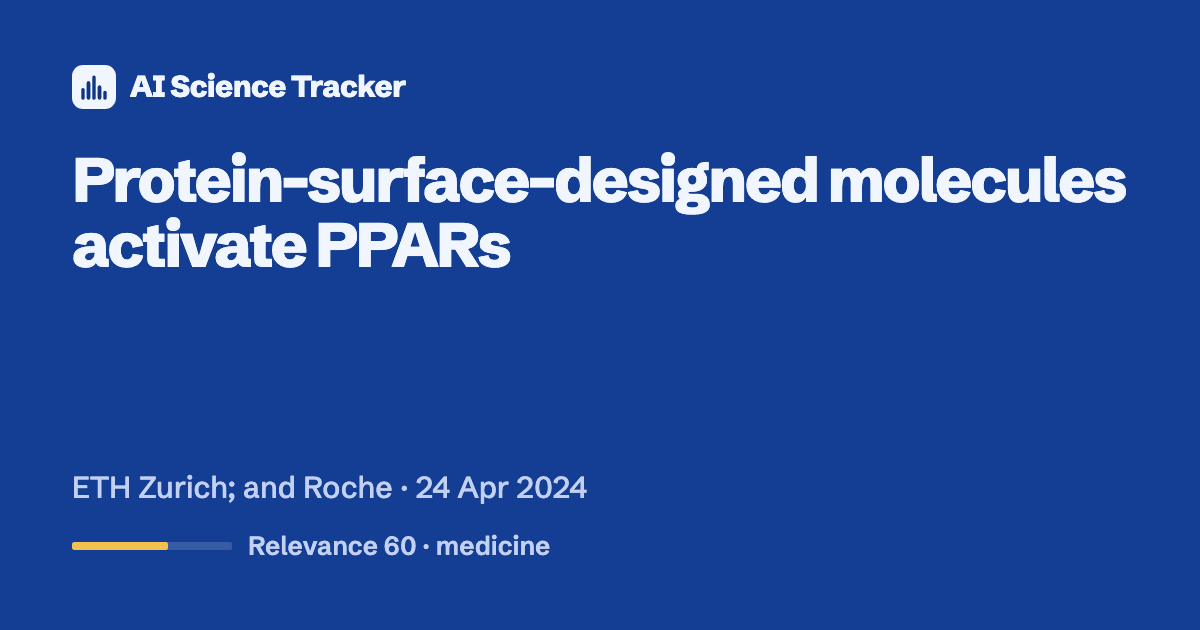 AI Science Tracker
Protein-surface-designed molecules
activate PPARs
ETH Zurich; and Roche · 24 Apr 2024
Relevance 60 · medicine